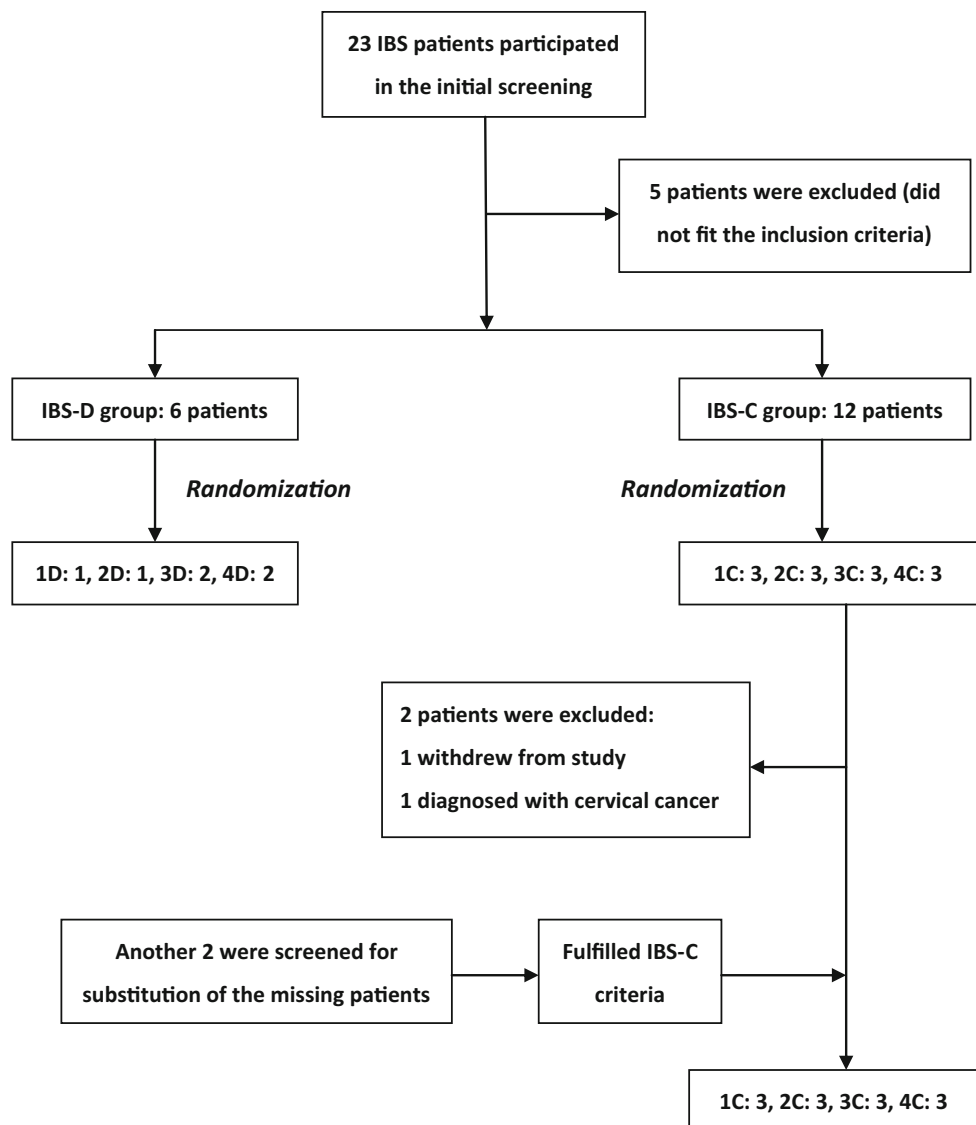 23 IBS patients participated
in the initial screening
5 patients were excluded (did
not fit the inclusion criteria)
IBS-D group: 6 patients
IBS-C group: 12 patients
Randomization
Randomization
1D: 1, 2D: 1, 3D: 2, 4D: 2
1C: 3, 2C: 3, 3C: 3, 4C: 3
2 patients were excluded:
1 withdrew from study
1 diagnosed with cervical cancer
Another 2 were screened for
substitution of the missing patients
Fulfilled IBS-C
criteria
1C: 3, 2C: 3, 3C: 3, 4C: 3